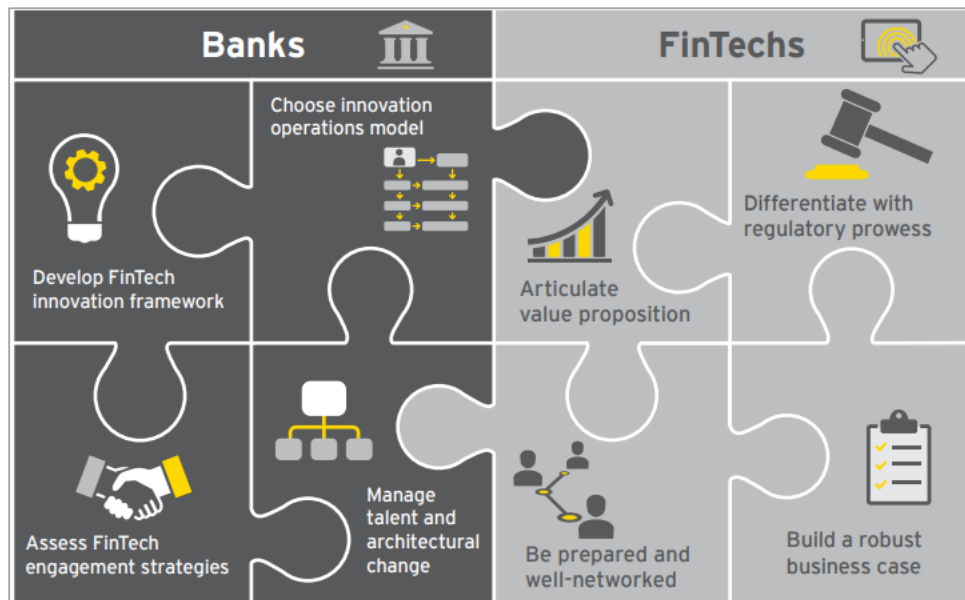 Banks
FinTechs
Develop FinTech
innovation framework
Choose innovation
operations model
Articulate
value proposition
Differentiate with
regulatory prowess
Assess FinTech
engagement strategies
Manage
talent and
architectural
change
Be prepared and
well-networked
Build a robust
business case